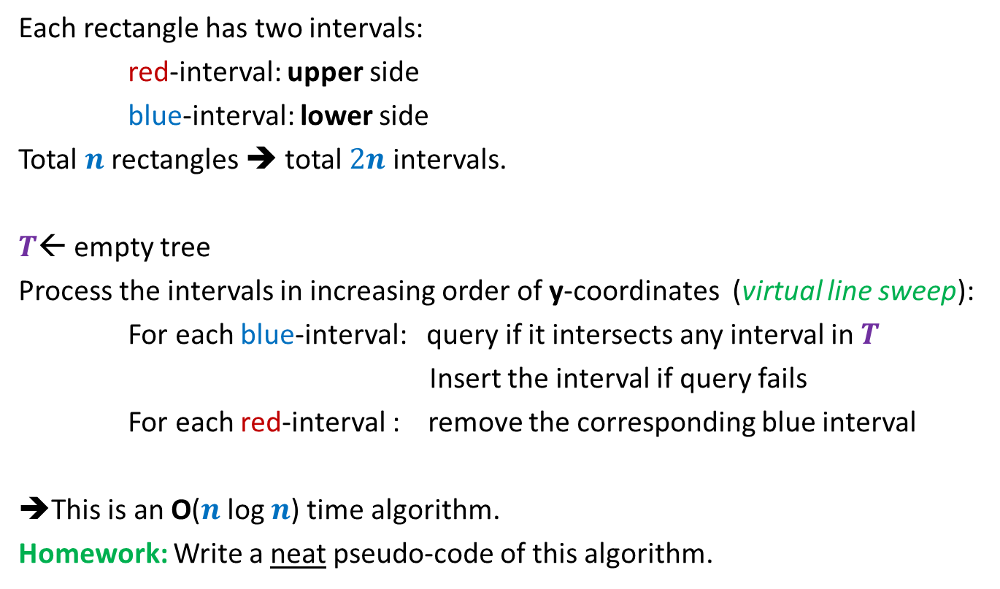 Each rectangle has two intervals:
red-interval: upper side
blue-interval: lower side
Total n rectangles ➔ total 2n intervals.
T← empty tree
Process the intervals in increasing order of y-coordinates (virtual line sweep):
For each blue-interval: query if it intersects any interval in T
Insert the interval if query fails
For each red-interval : remove the corresponding blue interval
➔This is an O(n log n) time algorithm.
Homework: Write a neat pseudo-code of this algorithm.